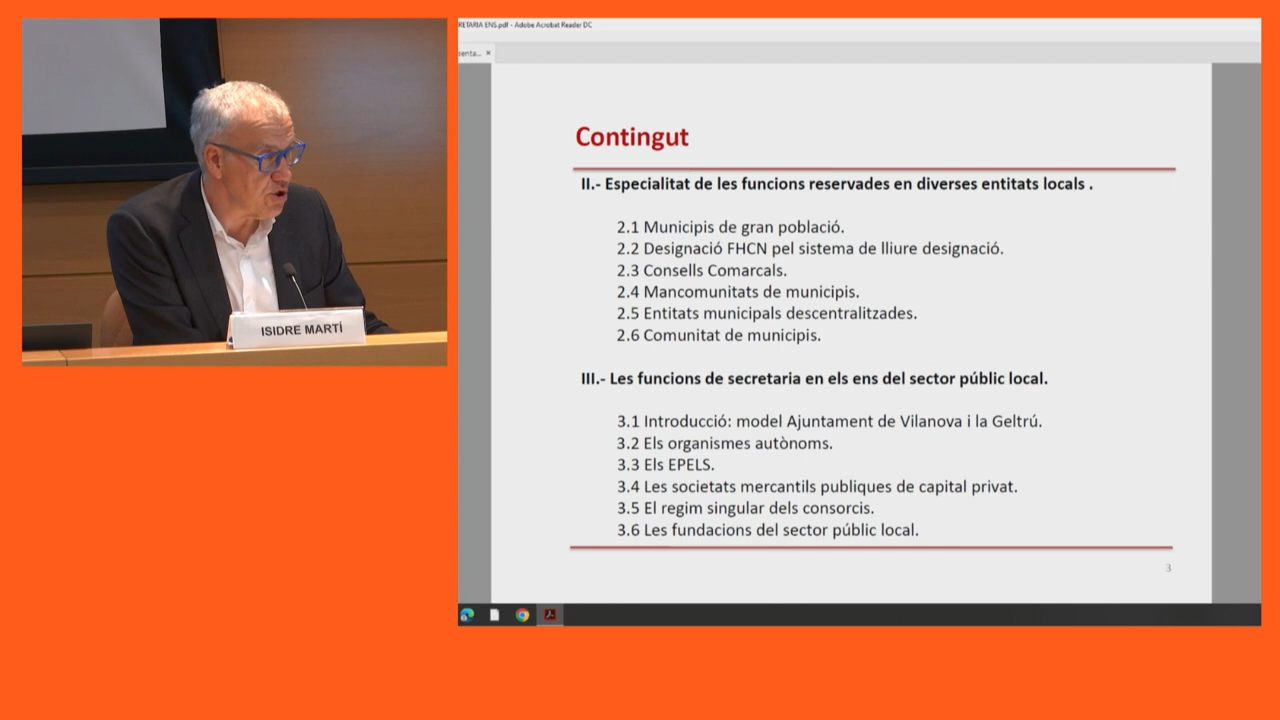 ISIDRE MARTÍ
RETARIA ENS.pdf - Adobe Acrobat Reader DC
senta... ×
Contingut
II.- Especialitat de les funcions reservades en diverses entitats locals .
2.1 Municipis de gran població.
2.2 Designació FHCN pel sistema de lliure designació.
2.3 Consells Comarcals.
2.4 Mancomunitats de municipis.
2.5 Entitats municipals descentralitzades.
2.6 Comunitat de municipis.
III.- Les funcions de secretaria en els ens del sector públic local.
3.1 Introducció: model Ajuntament de Vilanova i la Geltrú.
3.2 Els organismes autònoms.
3.3 Els EPELS.
3.4 Les societats mercantils publiques de capital privat.
3.5 El regim singular dels consorcis.
3.6 Les fundacions del sector públic local.
3